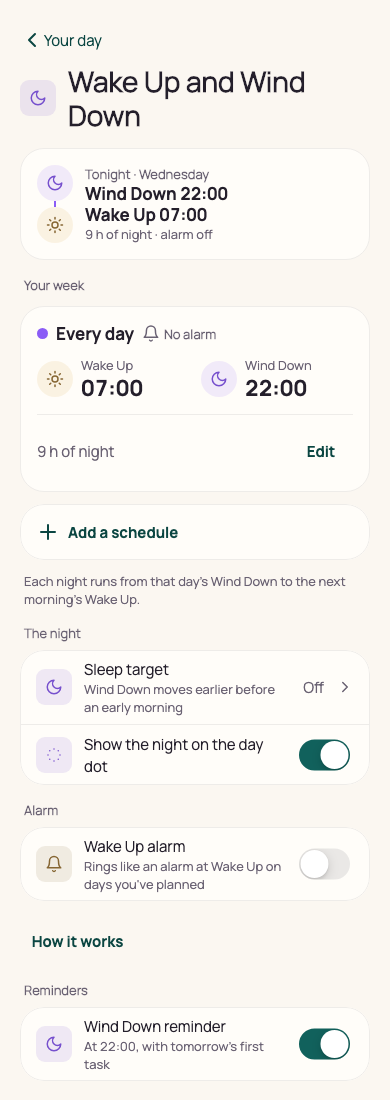 Your day
Wake Up and Wind
Down
Tonight · Wednesday
Wind Down 22:00
Wake Up 07:00
9 h of night · alarm off
Your week
Every day
No alarm
Wake Up
07:00
Wind Down
22:00
9 h of night
Edit
Add a schedule
Each night runs from that day's Wind Down to the next
morning's Wake Up.
The night
Sleep target
Wind Down moves earlier before
an early morning
Off
Show the night on the day
dot
Alarm
Wake Up alarm
Rings like an alarm at Wake Up on
days you've planned
How it works
Reminders
Wind Down reminder
At 22:00, with tomorrow's first
task